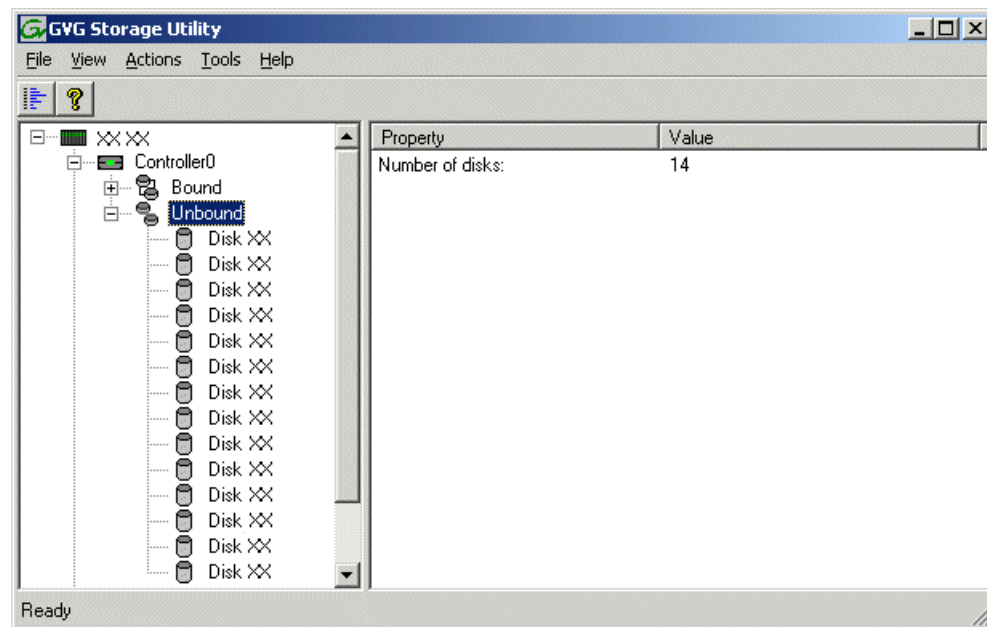 GVG Storage Utility
File View Actions Tools Help
XX XX
Controller0
Bound
Unbound
Disk XX
Disk XX
Disk XX
Disk XX
Disk XX
Disk XX
Disk XX
Disk XX
Disk XX
Disk XX
Disk XX
Disk XX
Disk XX
Disk XX
Property Value
Number of disks: 14
Ready